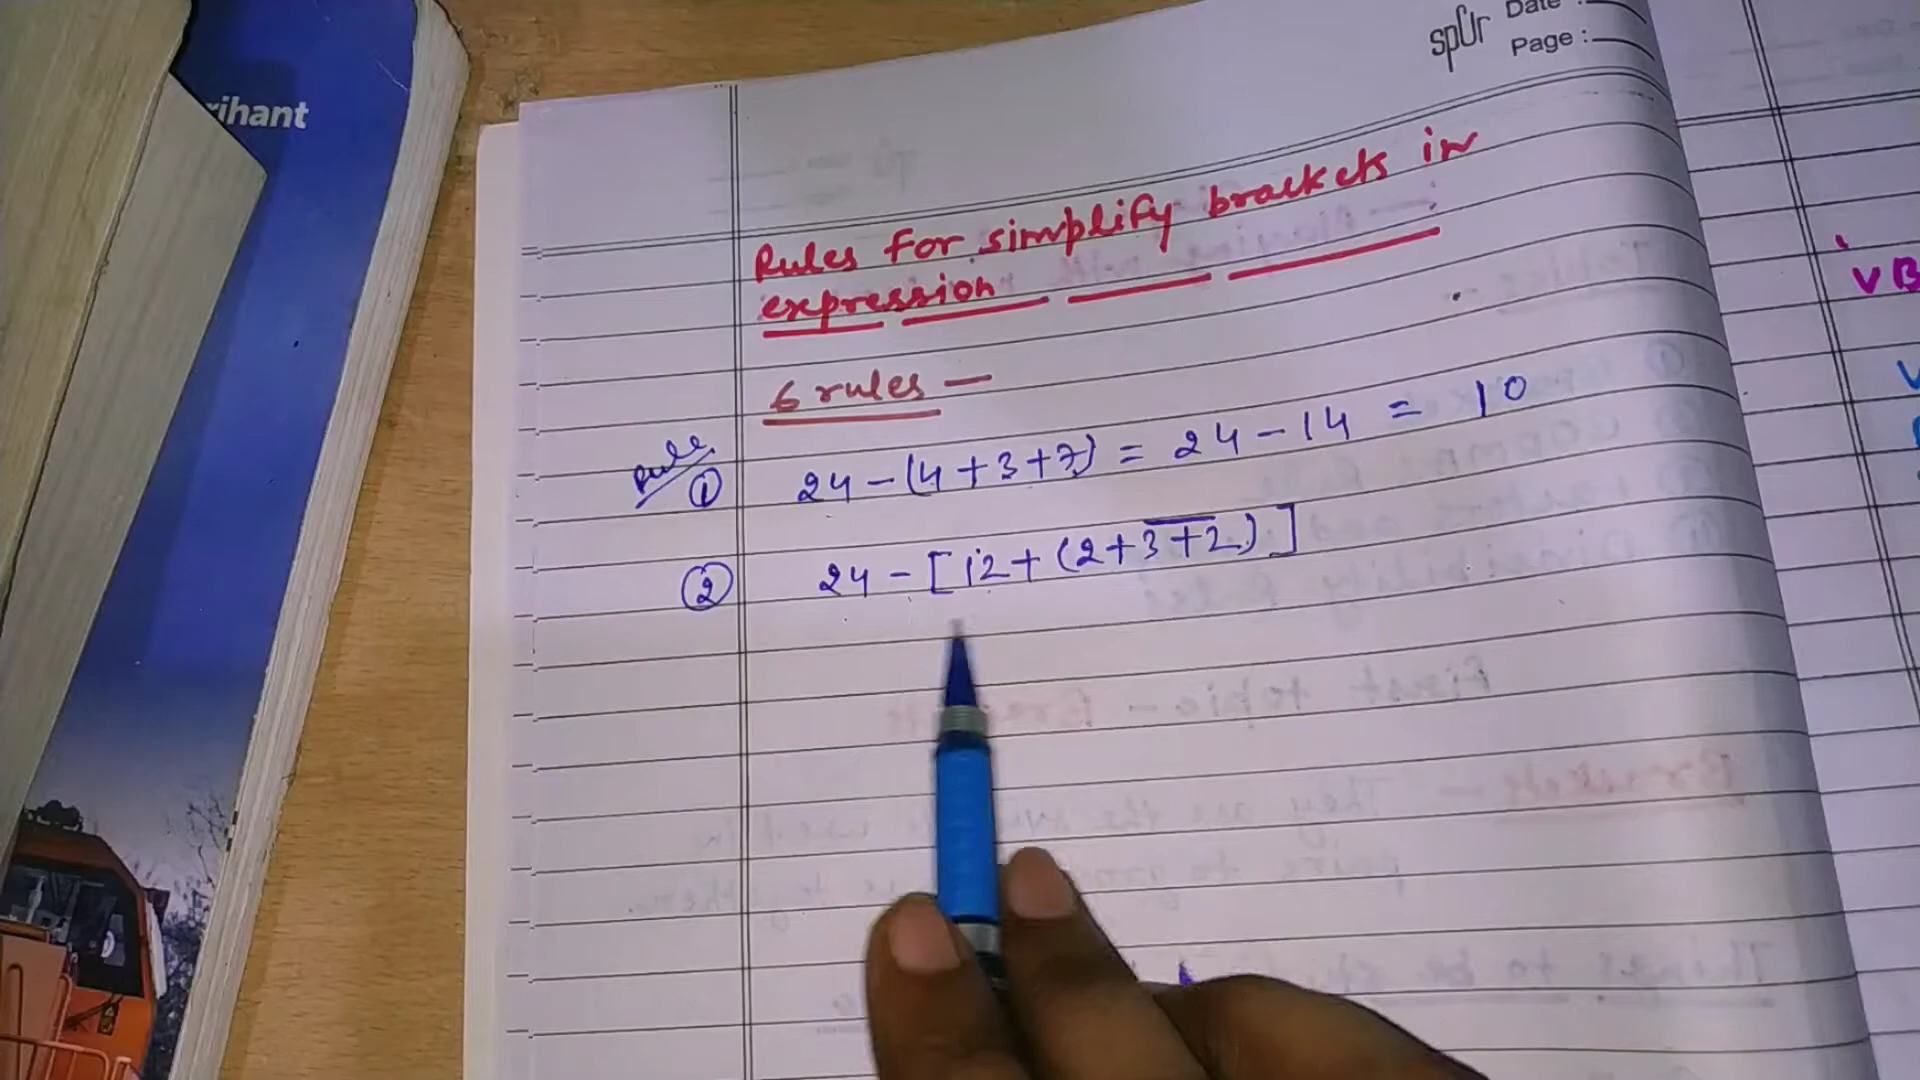 rihant
spUr Date :
Page :
Rules for simplify brackets in
expression
6 rules —
Rule
① 24 - (4 + 3 + 7) = 24 - 14 = 10
② 24 - [12 + (2 + 3 + 2)]
VB